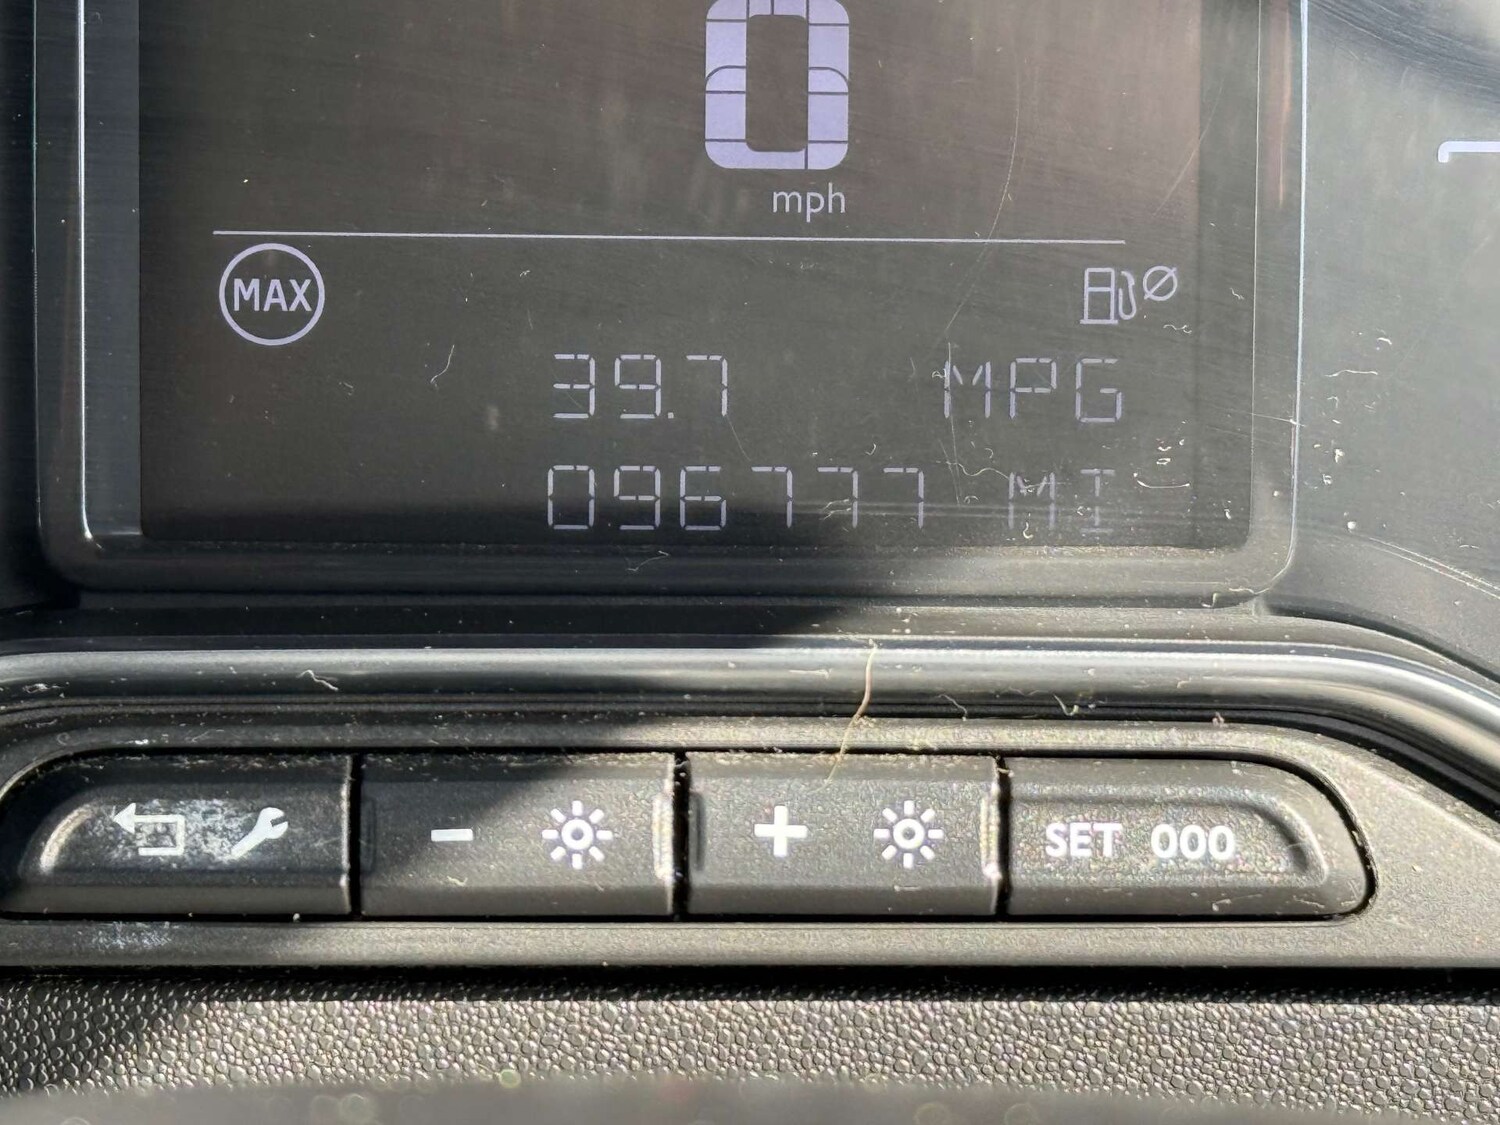 0
mph
MAX
39.7 MPG
096777 MI
- + SET 000